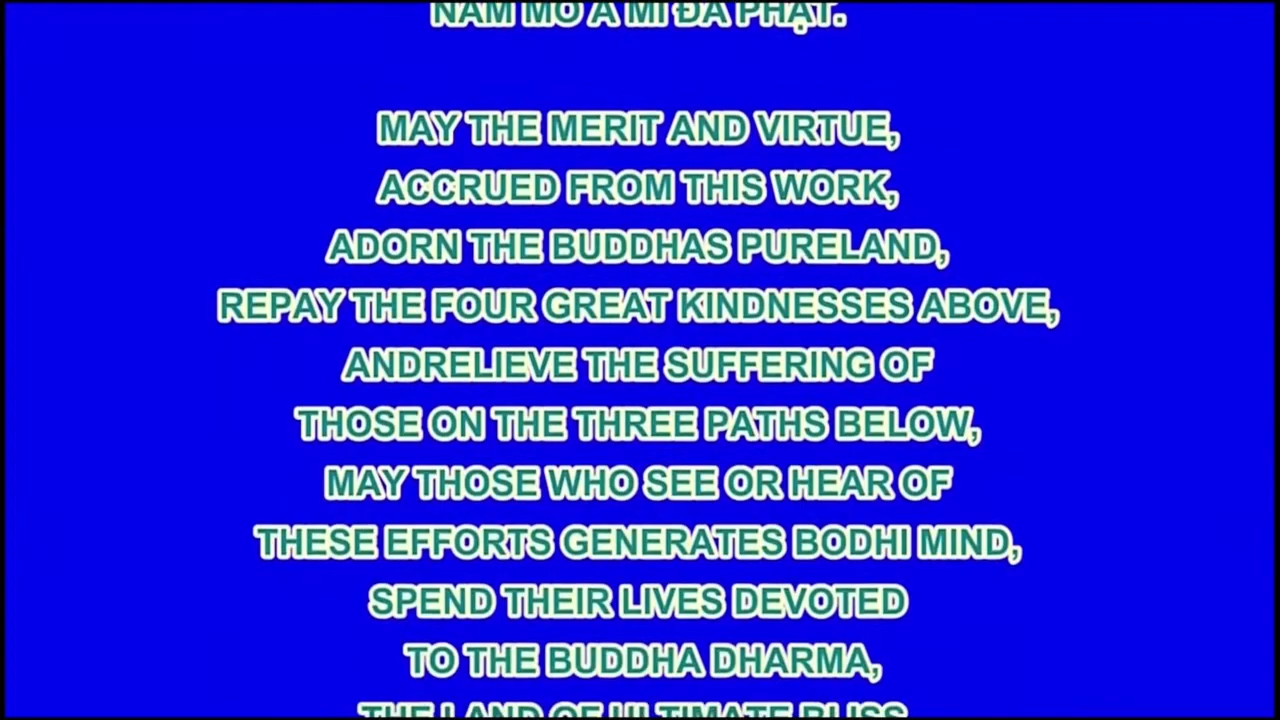 NAM MÔ A MI ĐÀ PHẬT.
MAY THE MERIT AND VIRTUE,
ACCRUED FROM THIS WORK,
ADORN THE BUDDHAS PURELAND,
REPAY THE FOUR GREAT KINDNESSES ABOVE,
ANDRELIEVE THE SUFFERING OF
THOSE ON THE THREE PATHS BELOW,
MAY THOSE WHO SEE OR HEAR OF
THESE EFFORTS GENERATES BODHI MIND,
SPEND THEIR LIVES DEVOTED
TO THE BUDDHA DHARMA,
THE LAND OF ULTIMATE BLISS